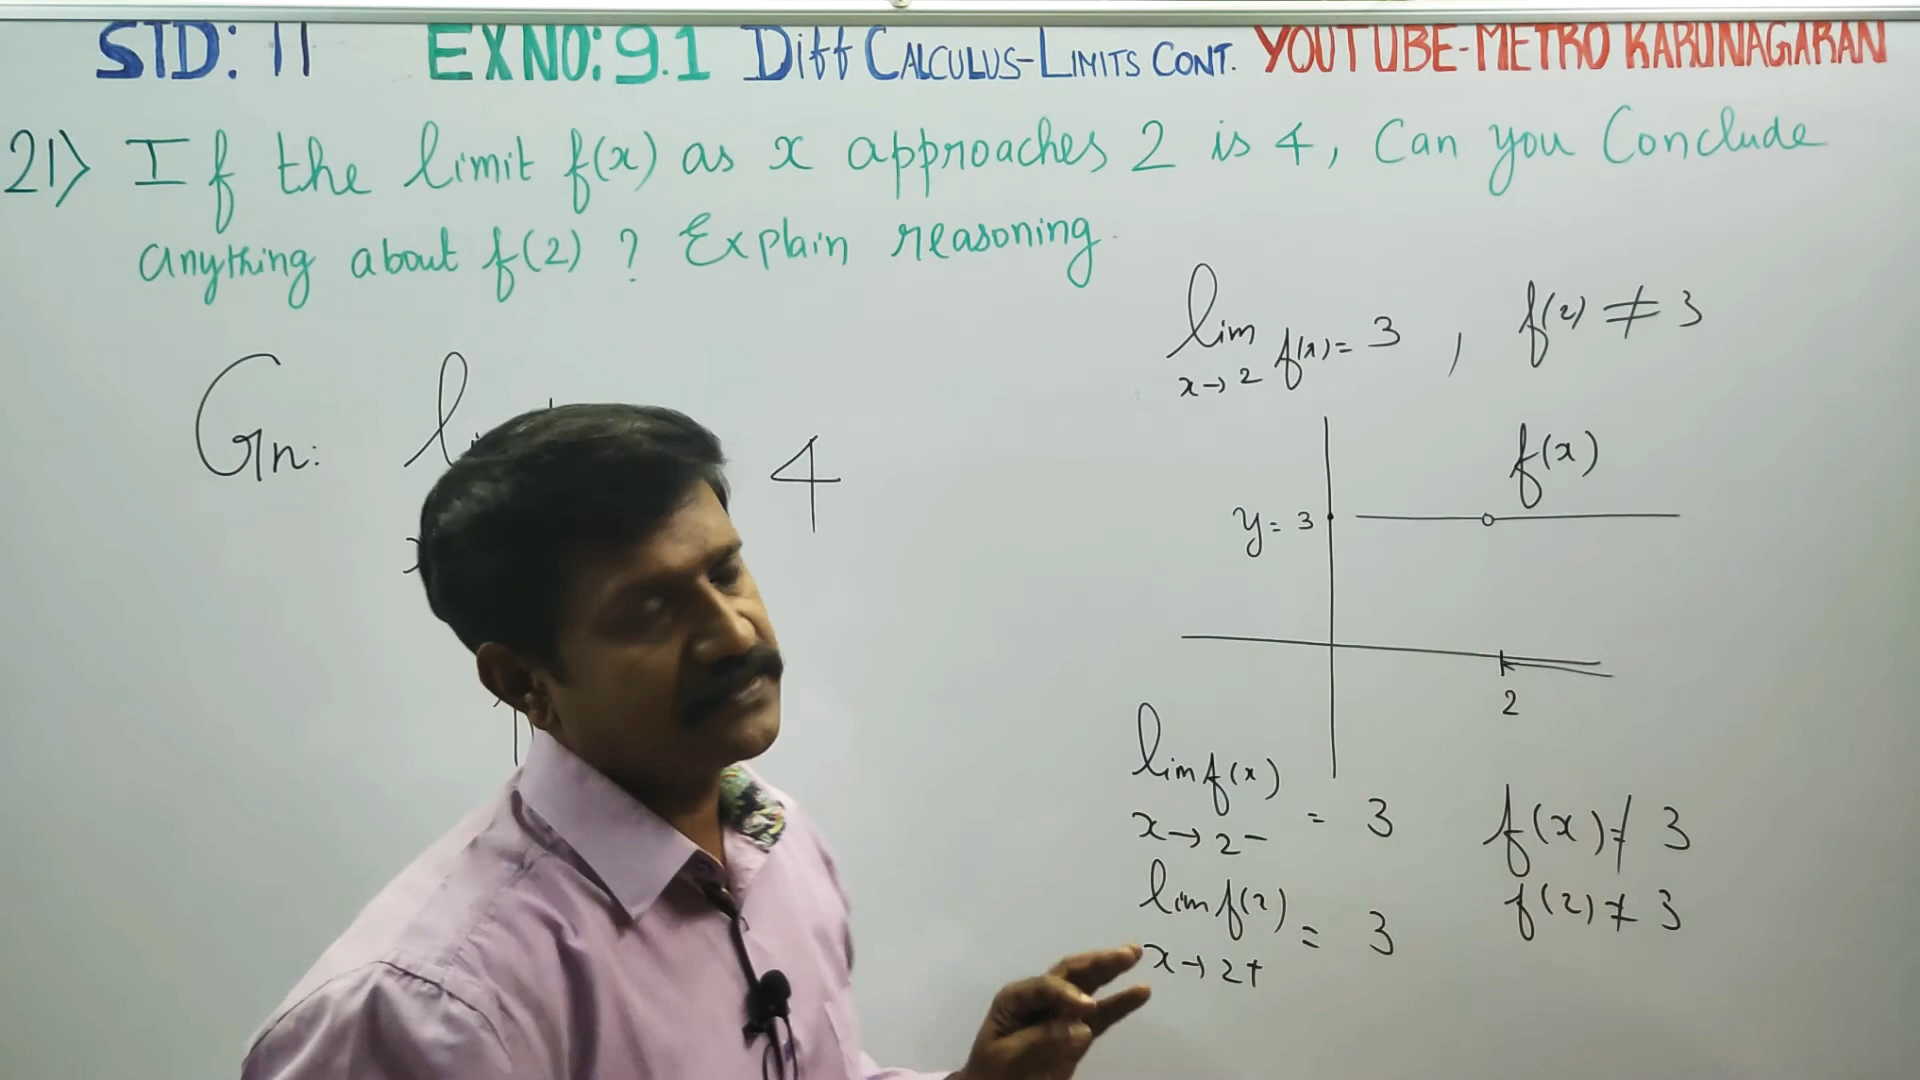 STD: 11 EXNO: 9.1 Diff CALCULUS-LIMITS CONT. YOUTUBE-METRO KARUNAGARAN
21) If the limit f(x) as x approaches 2 is 4, Can you Conclude
anything about f(2) ? Explain reasoning.
lim f(x) = 3 , f(2) ≠ 3
x→2
Gn: 4
f(x)
y = 3
2
lim f(x) = 3 f(x) ≠ 3
x→2-
lim f(x) = 3 f(2) ≠ 3
x→2+